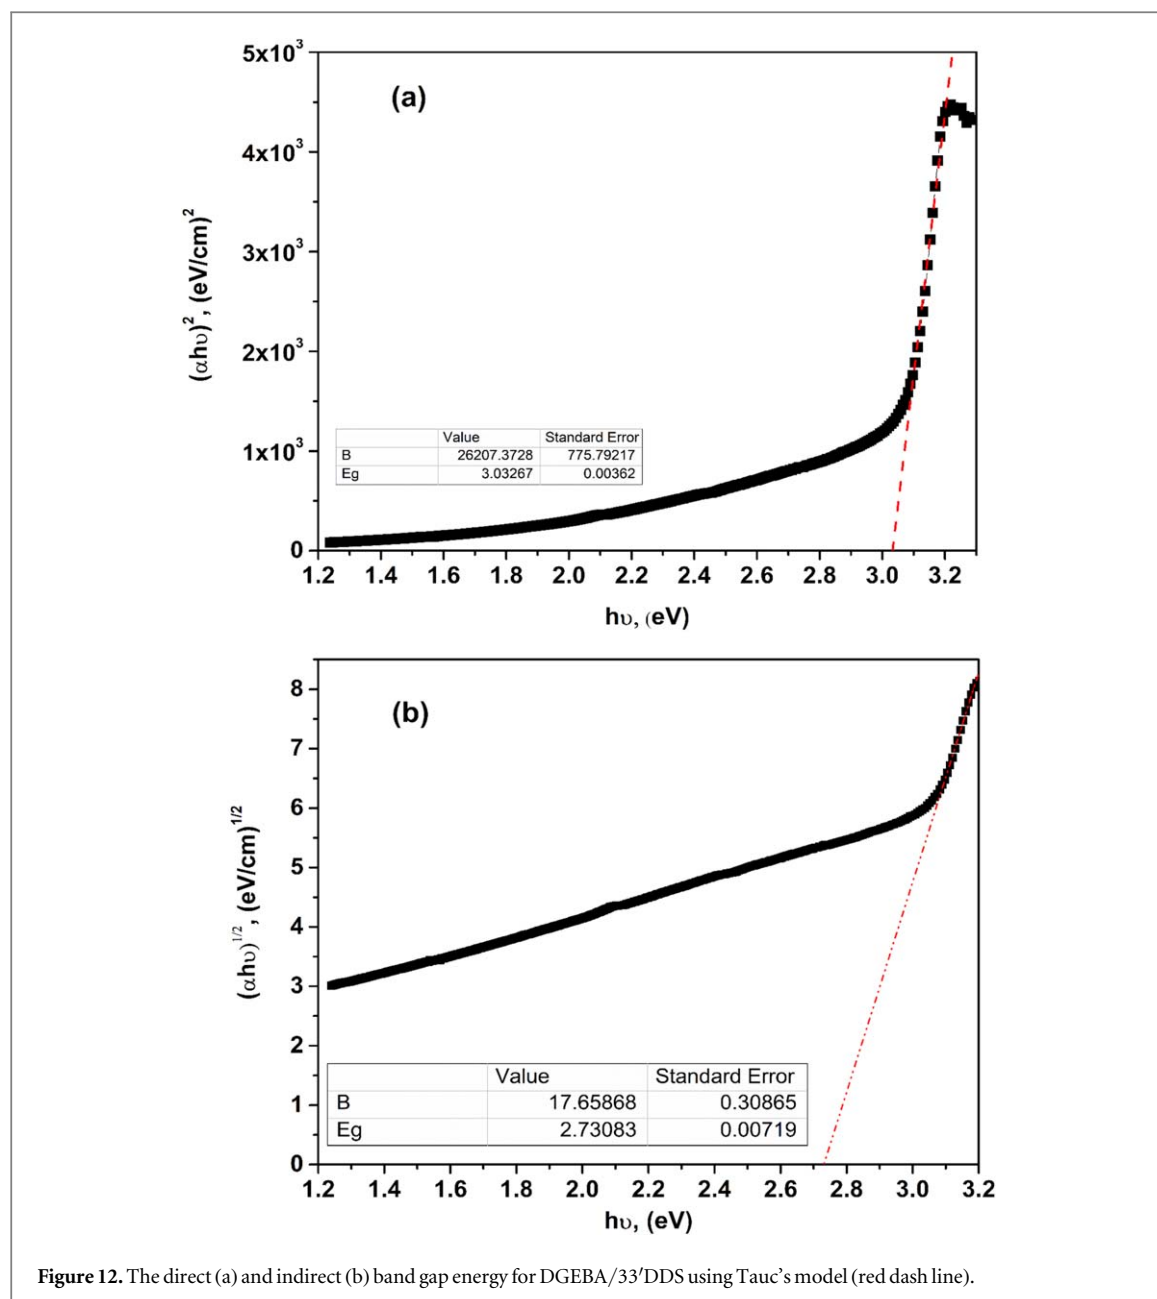 5x10³
(a)
4x10³
3x10³
(αhυ)², (eV/cm)²
2x10³
1x10³
Value Standard Error
B 26207.3728 775.79217
Eg 3.03267 0.00362
0
1.2 1.4 1.6 1.8 2.0 2.2 2.4 2.6 2.8 3.0 3.2
hυ, (eV)
8
(b)
7
6
5
(αhυ)^1/2, (eV/cm)^1/2
4
3
2
Value Standard Error
1
B 17.65868 0.30865
Eg 2.73083 0.00719
0
1.2 1.4 1.6 1.8 2.0 2.2 2.4 2.6 2.8 3.0 3.2
hυ, (eV)
Figure 12. The direct (a) and indirect (b) band gap energy for DGEBA/33′DDS using Tauc's model (red dash line).